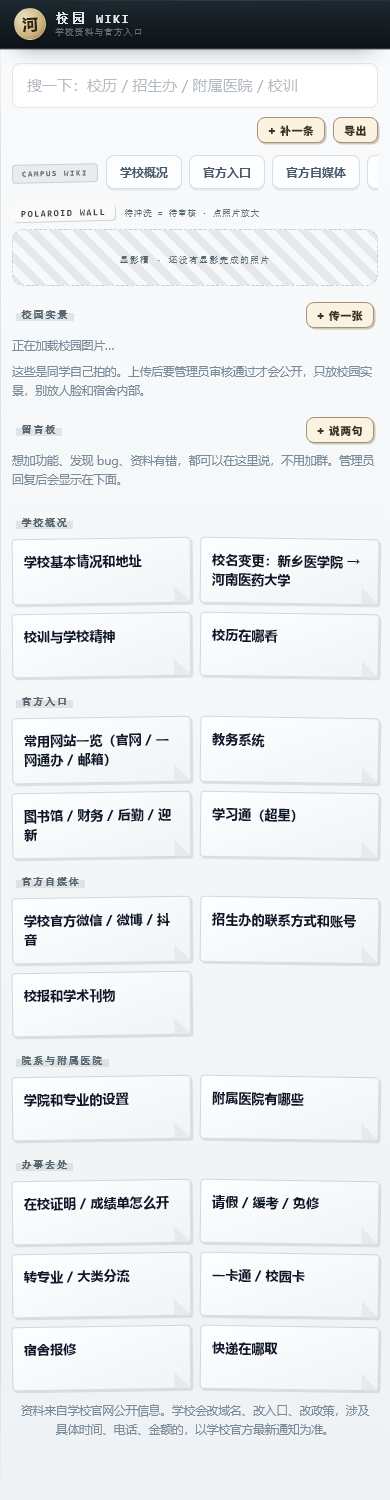 河
校园 WIKI
学校资料与官方入口
搜一下：校历 / 招生办 / 附属医院 / 校训
+ 补一条
导出
CAMPUS WIKI
学校概况
官方入口
官方自媒体
POLAROID WALL
待冲洗 = 待审核 · 点照片放大
显影槽 · 还没有显影完成的照片
校园实景
+ 传一张
正在加载校园图片…
这些是同学自己拍的。上传后要管理员审核通过才会公开，只放校园实
景，别放人脸和宿舍内部。
留言板
+ 说两句
想加功能、发现 bug、资料有错，都可以在这里说，不用加群。管理员
回复后会显示在下面。
学校概况
学校基本情况和地址
校名变更：新乡医学院 →
河南医药大学
校训与学校精神
校历在哪看
官方入口
常用网站一览（官网 / 一
网通办 / 邮箱）
教务系统
图书馆 / 财务 / 后勤 / 迎
新
学习通（超星）
官方自媒体
学校官方微信 / 微博 / 抖
音
招生办的联系方式和账号
校报和学术刊物
院系与附属医院
学院和专业的设置
附属医院有哪些
办事去处
在校证明 / 成绩单怎么开
请假 / 缓考 / 免修
转专业 / 大类分流
一卡通 / 校园卡
宿舍报修
快递在哪取
资料来自学校官网公开信息。学校会改域名、改入口、改政策，涉及
具体时间、电话、金额的，以学校官方最新通知为准。